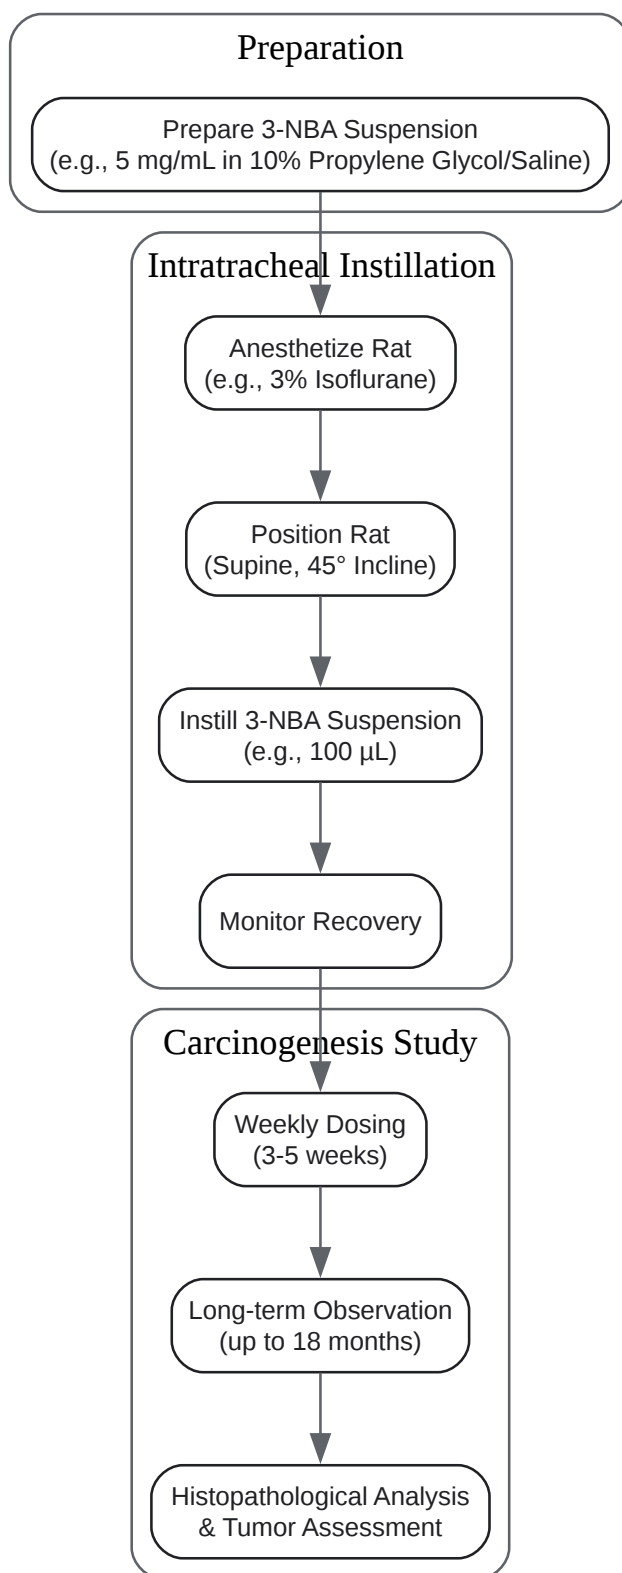 Preparation
Prepare 3-NBA Suspension
(e.g., 5 mg/mL in 10% Propylene Glycol/Saline)
Intratracheal Instillation
Anesthetize Rat
(e.g., 3% Isoflurane)
Position Rat
(Supine, 45° Incline)
Instill 3-NBA Suspension
(e.g., 100 µL)
Monitor Recovery
Carcinogenesis Study
Weekly Dosing
(3-5 weeks)
Long-term Observation
(up to 18 months)
Histopathological Analysis
& Tumor Assessment